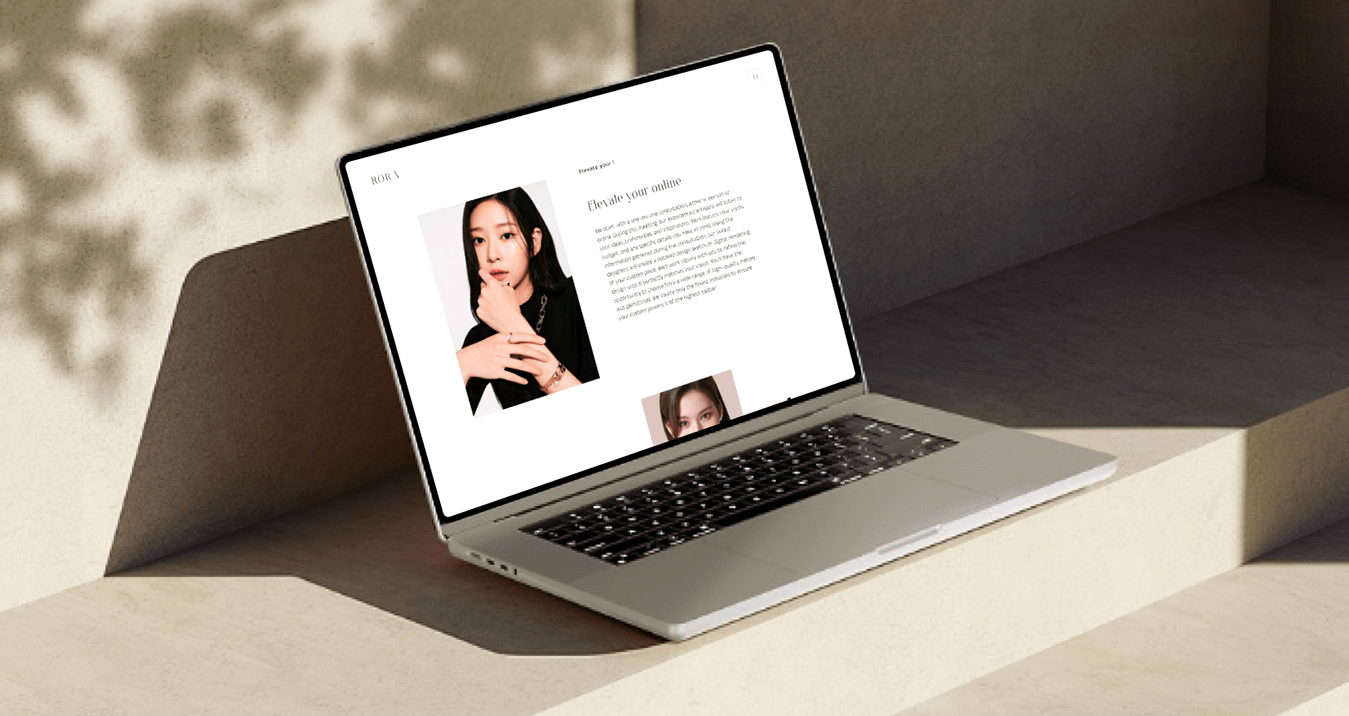 RORA
Elevate your !
Elevate your online
We start with a one-on-one consultation, either in person or
online. During this meeting, our experienced artisans will listen to
your ideas, preferences, and inspirations. We'll discuss your vision,
budget, and any specific details you have in mind. Using the
information gathered during the consultation, our skilled
designers will create a detailed design sketch or digital rendering
of your custom piece. We'll work closely with you to refine the
design until it perfectly matches your vision. You'll have the
opportunity to choose from a wide range of high-quality metals
and gemstones. We source only the finest materials to ensure
your custom jewelry is of the highest caliber.